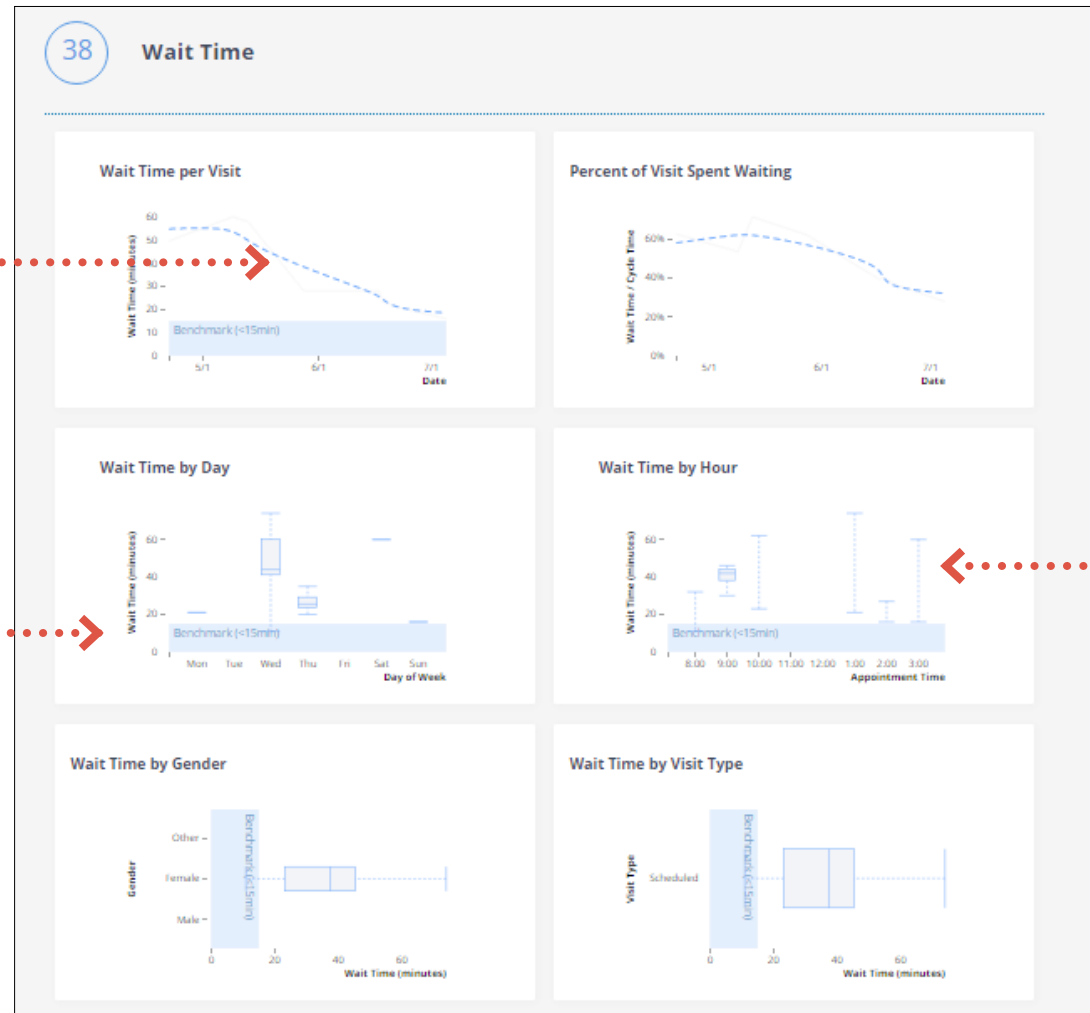 38
Wait Time
Wait Time per Visit
Wait Time (minutes)
60
50
40
30
20
10
0
Benchmark (<15min)
5/1 6/1 7/1
Date
Percent of Visit Spent Waiting
Wait Time / Cycle Time
60%
40%
20%
0%
5/1 6/1 7/1
Date
Wait Time by Day
Wait Time (minutes)
60
40
20
0
Benchmark (<15min)
Mon Tue Wed Thu Fri Sat Sun
Day of Week
Wait Time by Hour
Wait Time (minutes)
60
40
20
0
Benchmark (<15min)
8:00 9:00 10:00 11:00 12:00 1:00 2:00 3:00
Appointment Time
Wait Time by Gender
Gender
Other
Female
Male
Benchmark (<15min)
0 20 40 60
Wait Time (minutes)
Wait Time by Visit Type
Visit Type
Scheduled
Benchmark (<15min)
0 20 40 60
Wait Time (minutes)